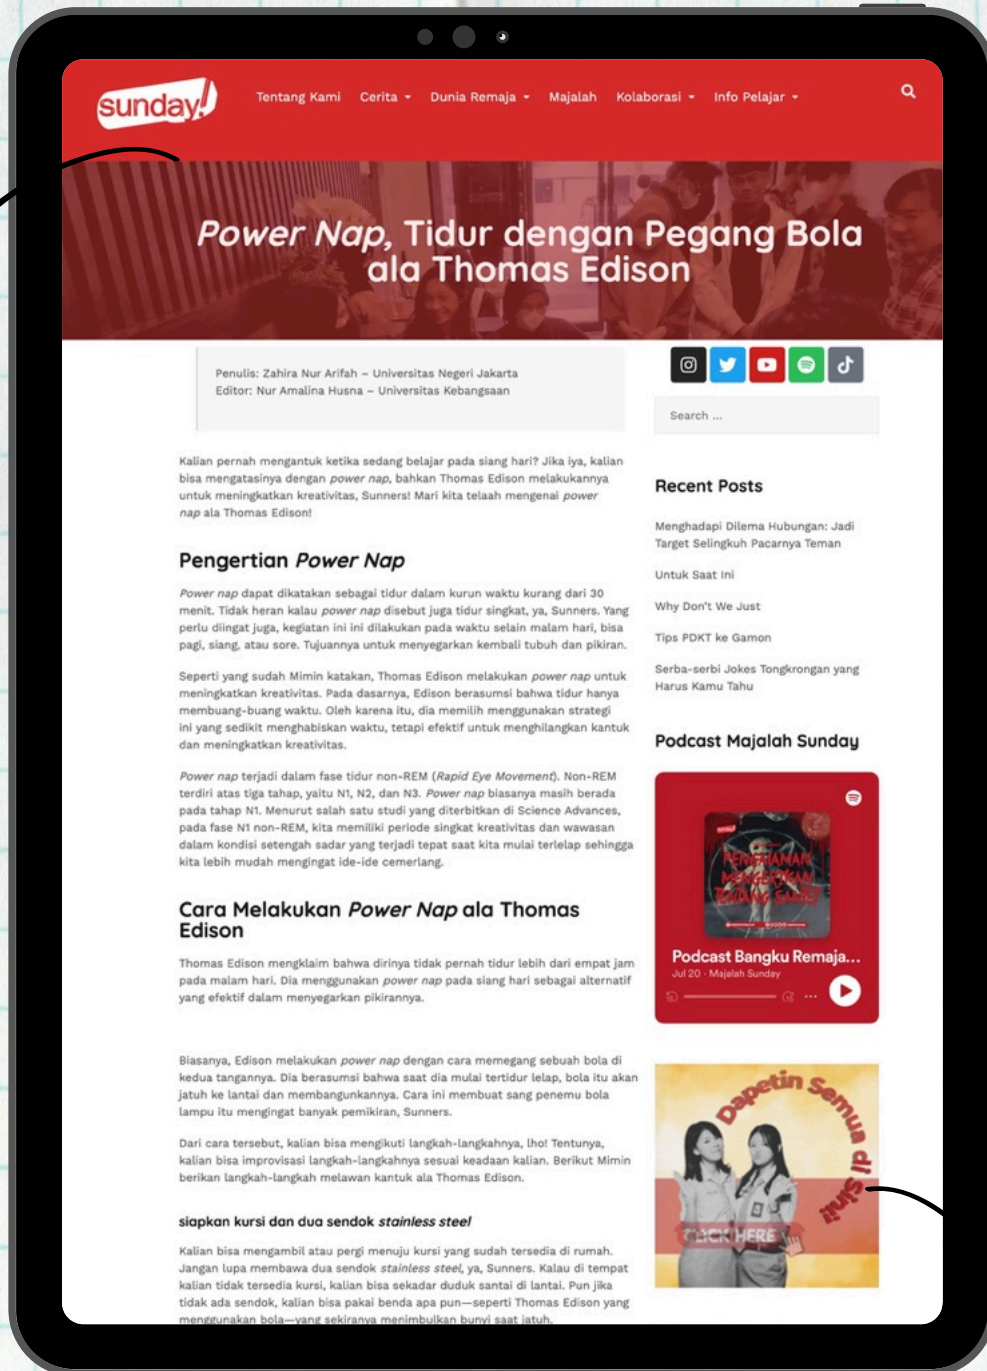 sunday!
Tentang Kami Cerita Dunia Remaja Majalah Kolaborasi Info Pelajar
Power Nap, Tidur dengan Pegang Bola
ala Thomas Edison
Penulis: Zahira Nur Arifah – Universitas Negeri Jakarta
Editor: Nur Amalina Husna – Universitas Kebangsaan
Kalian pernah mengantuk ketika sedang belajar pada siang hari? Jika iya, kalian
bisa mengatasinya dengan power nap, bahkan Thomas Edison melakukannya
untuk meningkatkan kreativitas, Sunners! Mari kita telaah mengenai power
nap ala Thomas Edison!
Pengertian Power Nap
Power nap dapat dikatakan sebagai tidur dalam kurun waktu kurang dari 30
menit. Tidak heran kalau power nap disebut juga tidur singkat, ya, Sunners. Yang
perlu diingat juga, kegiatan ini ini dilakukan pada waktu selain malam hari, bisa
pagi, siang, atau sore. Tujuannya untuk menyegarkan kembali tubuh dan pikiran.
Seperti yang sudah Mimin katakan, Thomas Edison melakukan power nap untuk
meningkatkan kreativitas. Pada dasarnya, Edison berasumsi bahwa tidur hanya
membuang-buang waktu. Oleh karena itu, dia memilih menggunakan strategi
ini yang sedikit menghabiskan waktu, tetapi efektif untuk menghilangkan kantuk
dan meningkatkan kreativitas.
Power nap terjadi dalam fase tidur non-REM (Rapid Eye Movement). Non-REM
terdiri atas tiga tahap, yaitu N1, N2, dan N3. Power nap biasanya masih berada
pada tahap N1. Menurut salah satu studi yang diterbitkan di Science Advances,
pada fase N1 non-REM, kita memiliki periode singkat kreativitas dan wawasan
dalam kondisi setengah sadar yang terjadi tepat saat kita mulai terlelap sehingga
kita lebih mudah mengingat ide-ide cemerlang.
Cara Melakukan Power Nap ala Thomas
Edison
Thomas Edison mengklaim bahwa dirinya tidak pernah tidur lebih dari empat jam
pada malam hari. Dia menggunakan power nap pada siang hari sebagai alternatif
yang efektif dalam menyegarkan pikirannya.
Biasanya, Edison melakukan power nap dengan cara memegang sebuah bola di
kedua tangannya. Dia berasumsi bahwa saat dia mulai tertidur lelap, bola itu akan
jatuh ke lantai dan membangunkannya. Cara ini membuat sang penemu bola
lampu itu mengingat banyak pemikiran, Sunners.
Dari cara tersebut, kalian bisa mengikuti langkah-langkahnya, lho! Tentunya,
kalian bisa improvisasi langkah-langkahnya sesuai keadaan kalian. Berikut Mimin
berikan langkah-langkah melawan kantuk ala Thomas Edison.
siapkan kursi dan dua sendok stainless steel
Kalian bisa mengambil atau pergi menuju kursi yang sudah tersedia di rumah.
Jangan lupa membawa dua sendok stainless steel, ya, Sunners. Kalau di tempat
kalian tidak tersedia kursi, kalian bisa sekadar duduk santai di lantai. Pun jika
tidak ada sendok, kalian bisa pakai benda apa pun—seperti Thomas Edison yang
menggunakan bola—yang sekiranya menimbulkan bunyi saat jatuh.
Search ...
Recent Posts
Menghadapi Dilema Hubungan: Jadi
Target Selingkuh Pacarnya Teman
Untuk Saat Ini
Why Don't We Just
Tips PDKT ke Gamon
Serba-serbi Jokes Tongkrongan yang
Harus Kamu Tahu
Podcast Majalah Sunday
PENGALAMAN
MENGERJAKAN
TENTANG
Podcast Bangku Remaja...
Jul 20 · Majalah Sunday
Dapetin Semua di Sini!
CLICK HERE